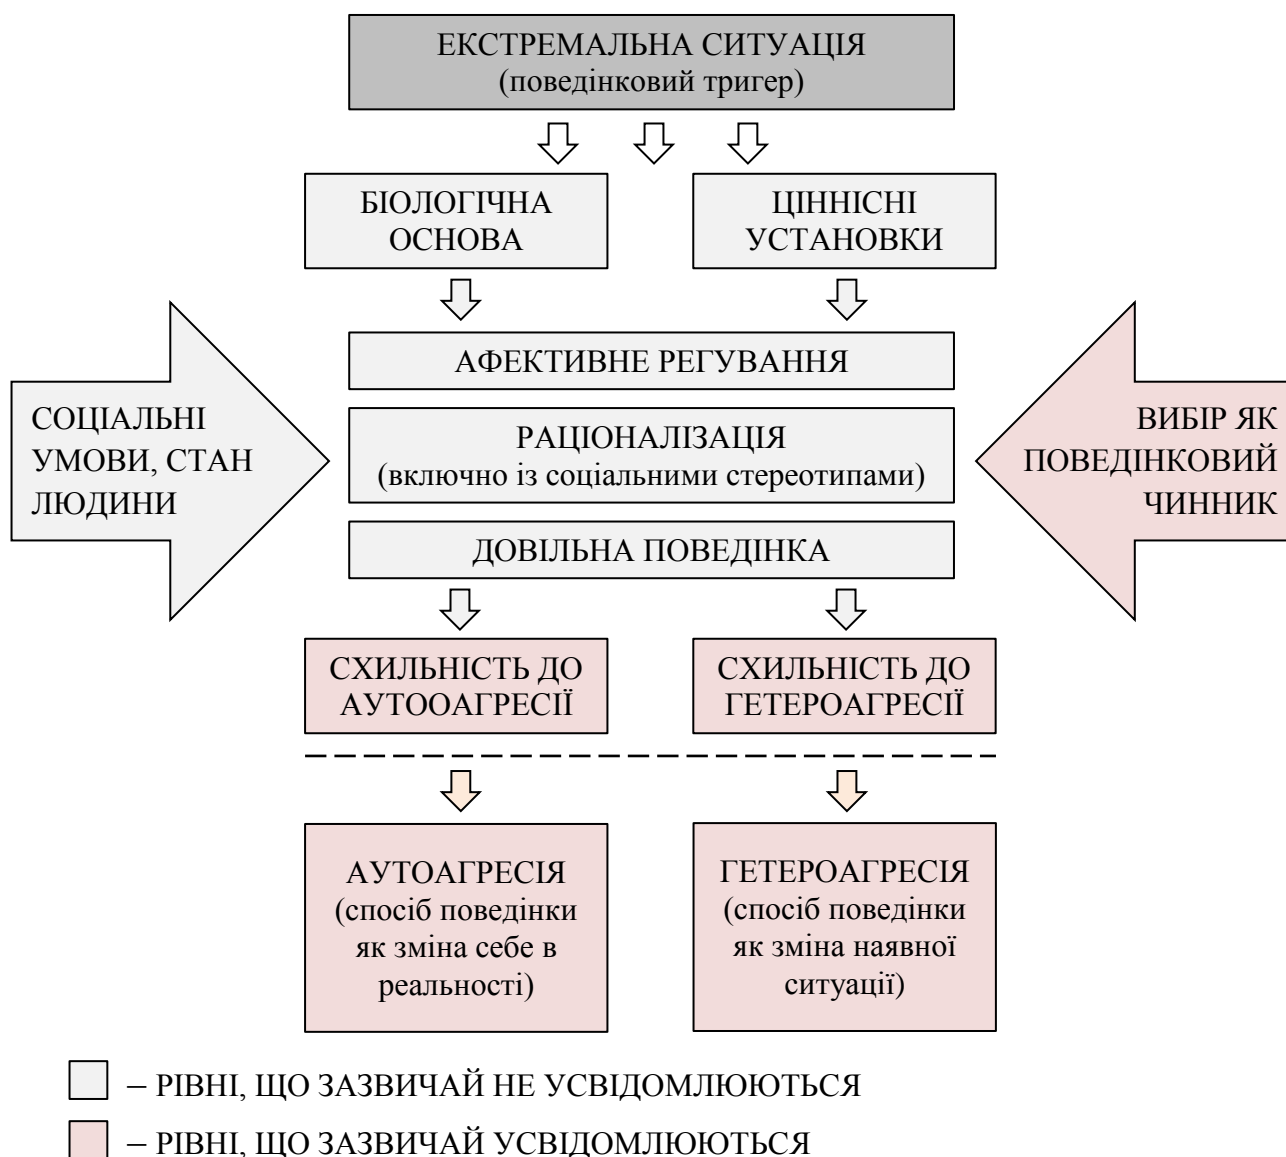 ЕКСТРЕМАЛЬНА СИТУАЦІЯ
(поведінковий тригер)
БІОЛОГІЧНА
ОСНОВА
ЦІННІСНІ
УСТАНОВКИ
АФЕКТИВНЕ РЕГУВАННЯ
СОЦІАЛЬНІ
УМОВИ, СТАН
ЛЮДИНИ
РАЦІОНАЛІЗАЦІЯ
(включно із соціальними стереотипами)
ВИБІР ЯК
ПОВЕДІНКОВИЙ
ЧИННИК
ДОВІЛЬНА ПОВЕДІНКА
СХИЛЬНІСТЬ ДО
АУТООАГРЕСІЇ
СХИЛЬНІСТЬ ДО
ГЕТЕРОАГРЕСІЇ
АУТОАГРЕСІЯ
(спосіб поведінки
як зміна себе в
реальності)
ГЕТЕРОАГРЕСІЯ
(спосіб поведінки
як зміна наявної
ситуації)
– РІВНІ, ЩО ЗАЗВИЧАЙ НЕ УСВІДОМЛЮЮТЬСЯ
– РІВНІ, ЩО ЗАЗВИЧАЙ УСВІДОМЛЮЮТЬСЯ